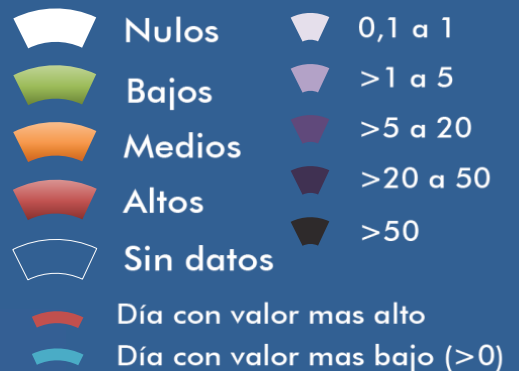 Nulos
Bajos
Medios
Altos
Sin datos
0,1 a 1
>1 a 5
>5 a 20
>20 a 50
>50
Día con valor mas alto
Día con valor mas bajo (>0)